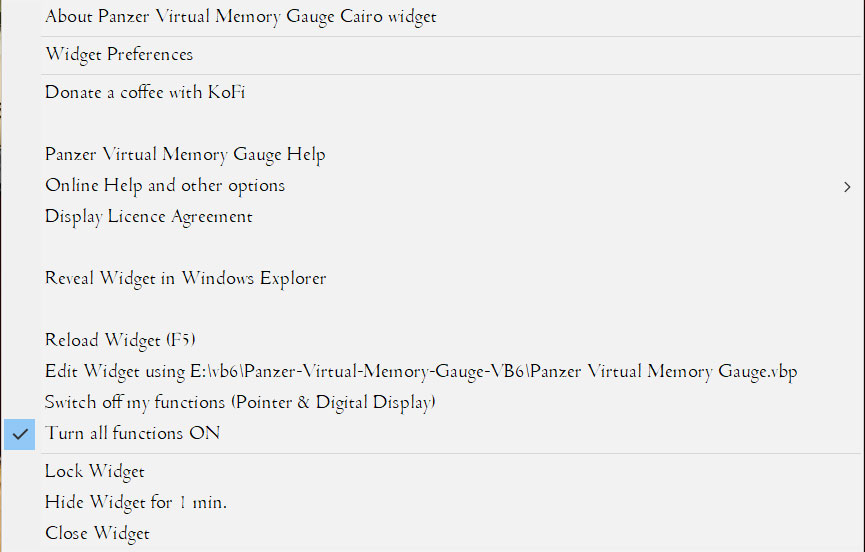 About Panzer Virtual Memory Gauge Cairo widget
Widget Preferences
Donate a coffee with KoFi
Panzer Virtual Memory Gauge Help
Online Help and other options
Display Licence Agreement
Reveal Widget in Windows Explorer
Reload Widget (F5)
Edit Widget using E:\vb6\Panzer-Virtual-Memory-Gauge-VB6\Panzer Virtual Memory Gauge.vbp
Switch off my functions (Pointer & Digital Display)
Turn all functions ON
Lock Widget
Hide Widget for 1 min.
Close Widget